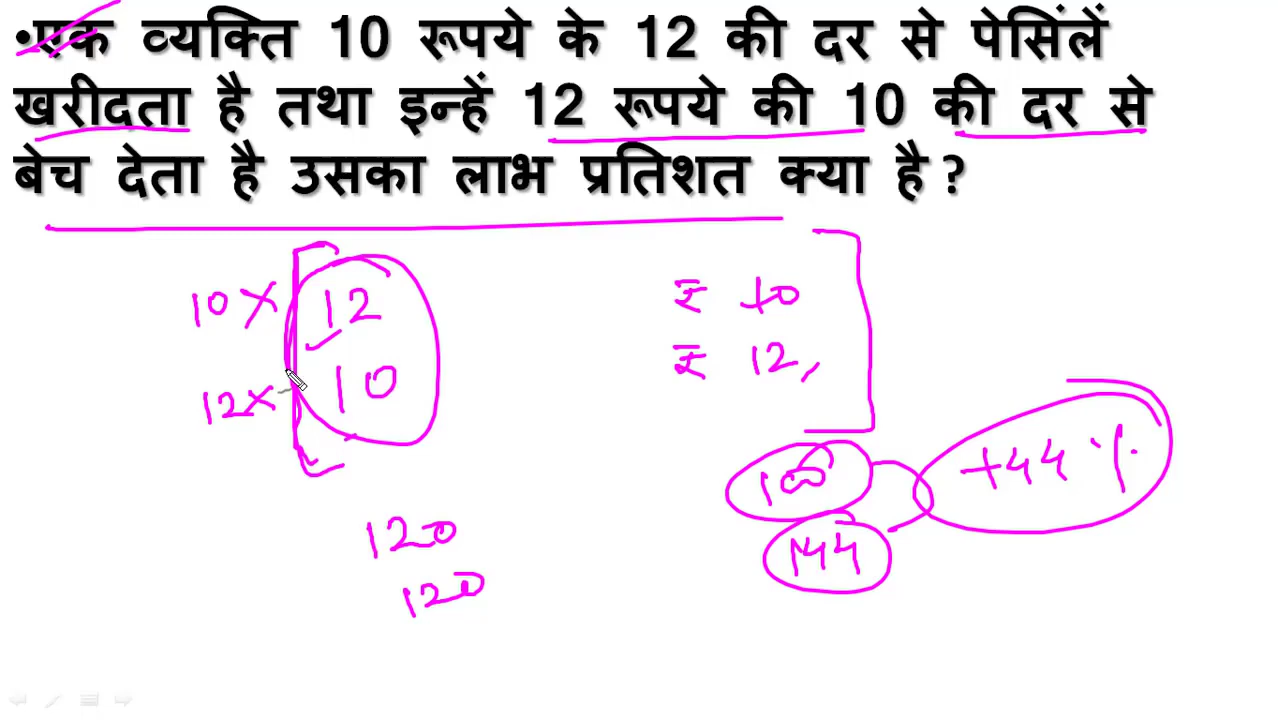 •एक व्यक्ति 10 रूपये के 12 की दर से पेसिंलें
खरीदता है तथा इन्हें 12 रूपये की 10 की दर से
बेच देता है उसका लाभ प्रतिशत क्या है ?
10× 12 ₹ 10
12× 10 ₹ 12,
100 +44%
120 144
120